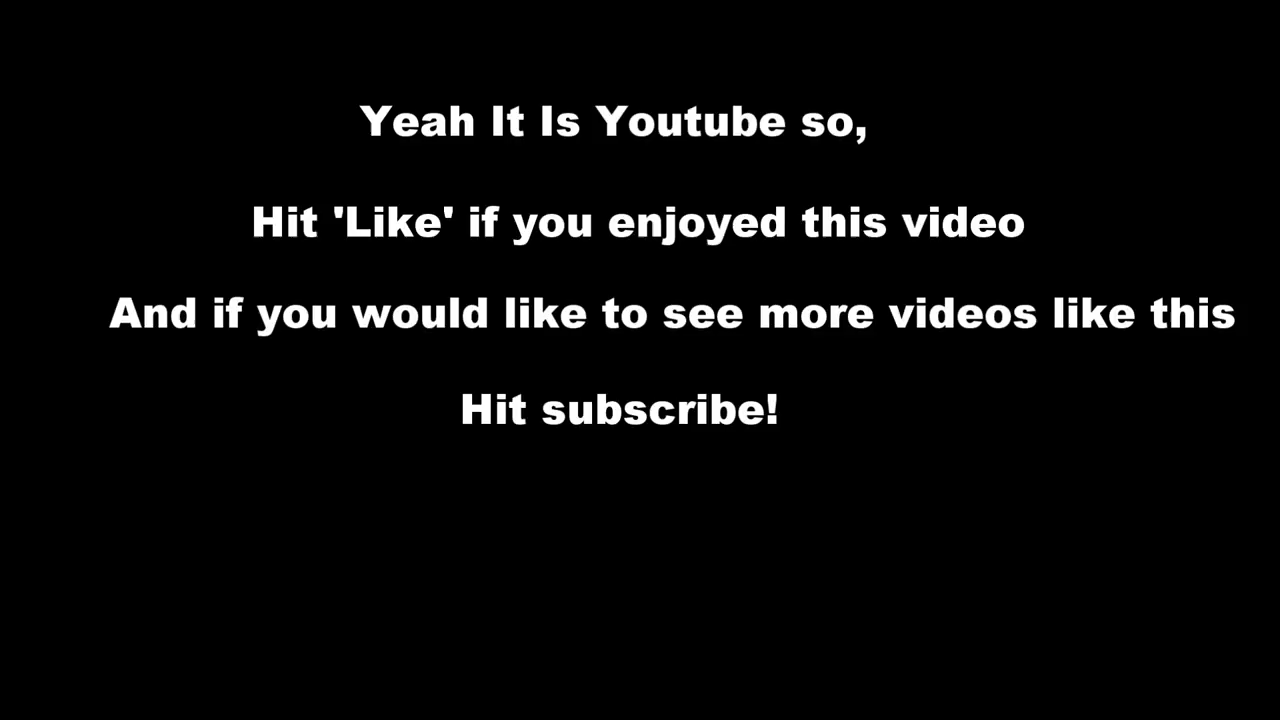 Yeah It Is Youtube so,
Hit 'Like' if you enjoyed this video
And if you would like to see more videos like this
Hit subscribe!